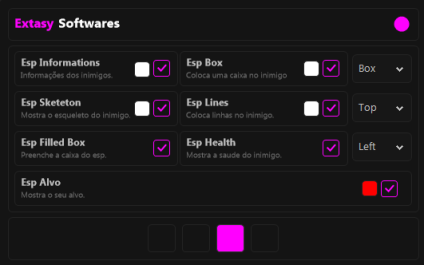 Extasy Softwares
Esp Informations
Informações dos inimigos.
Esp Box
Coloca uma caixa no inimigo
Box
Esp Sketeton
Mostra o esqueleto do inimigo.
Esp Lines
Coloca linhas no inimigo.
Top
Esp Filled Box
Preenche a caixa do esp.
Esp Health
Mostra a saude do inimigo.
Left
Esp Alvo
Mostra o seu alvo.